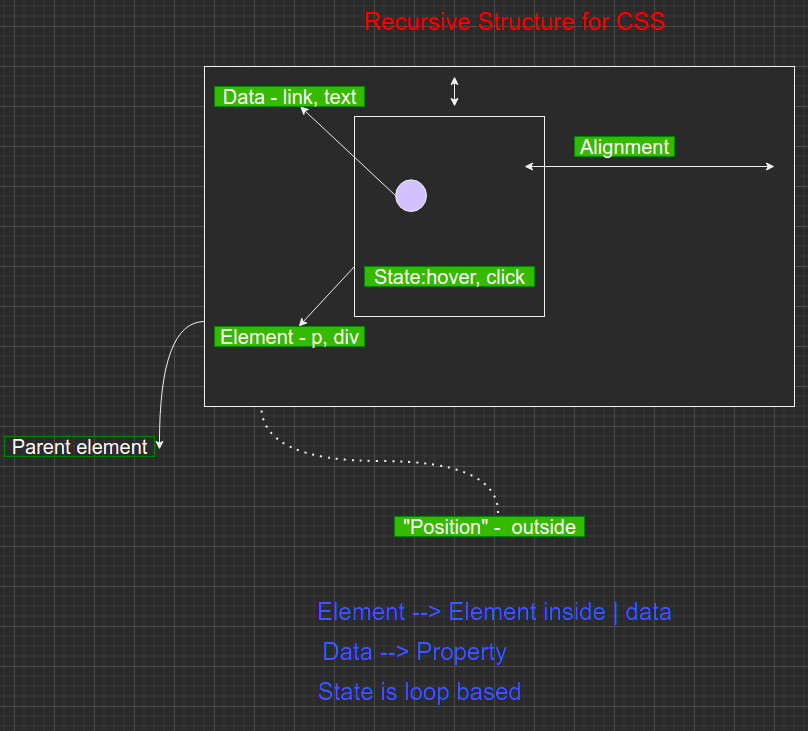 Recursive Structure for CSS
Data - link, text
Alignment
State:hover, click
Element - p, div
Parent element
"Position" - outside
Element --> Element inside | data
Data --> Property
State is loop based